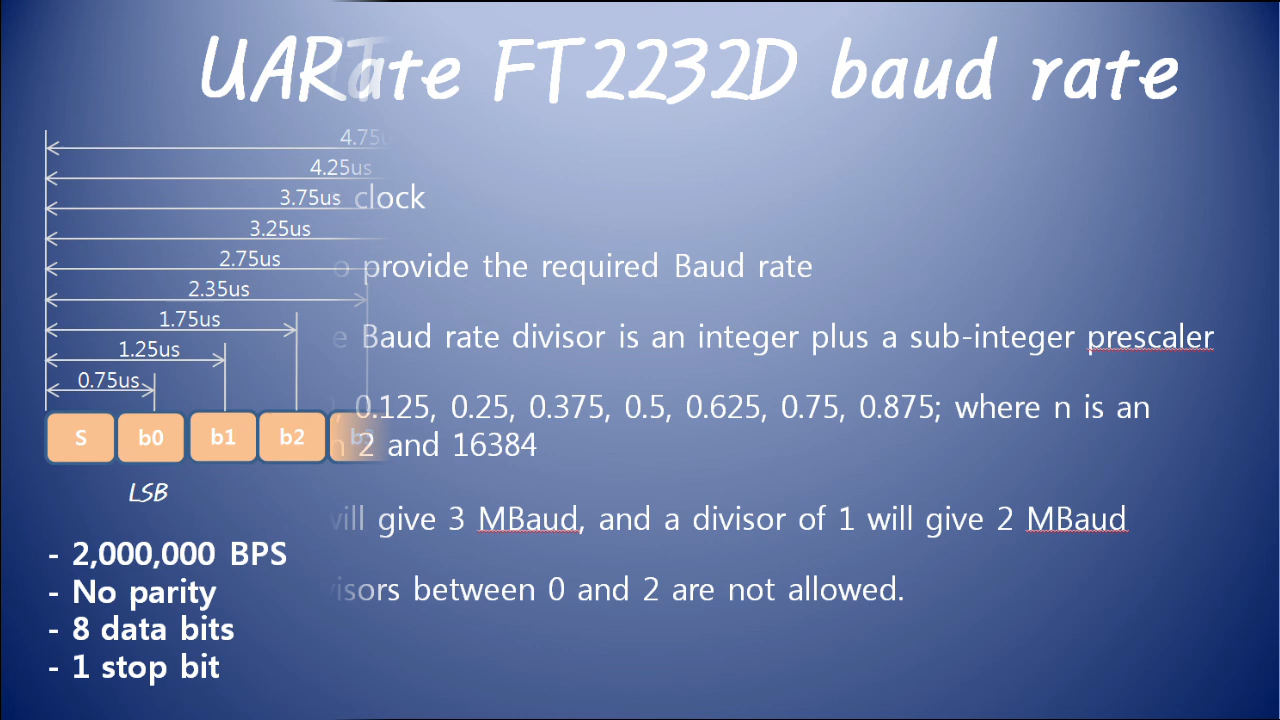 UARate FT2232D baud rate
4.75u
4.25us
3.75us clock
3.25us
2.75us
provide the required Baud rate
2.35us
1.75us
Baud rate divisor is an integer plus a sub-integer prescaler
1.25us
0.75us
0.125, 0.25, 0.375, 0.5, 0.625, 0.75, 0.875; where n is an
S b0 b1 b2
2 and 16384
LSB
will give 3 MBaud, and a divisor of 1 will give 2 MBaud
- 2,000,000 BPS
- No parity
visors between 0 and 2 are not allowed.
- 8 data bits
- 1 stop bit